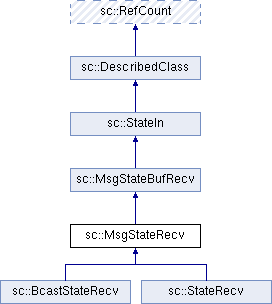 sc::RefCount
sc::DescribedClass
sc::StateIn
sc::MsgStateBufRecv
sc::MsgStateRecv
sc::BcastStateRecv
sc::StateRecv